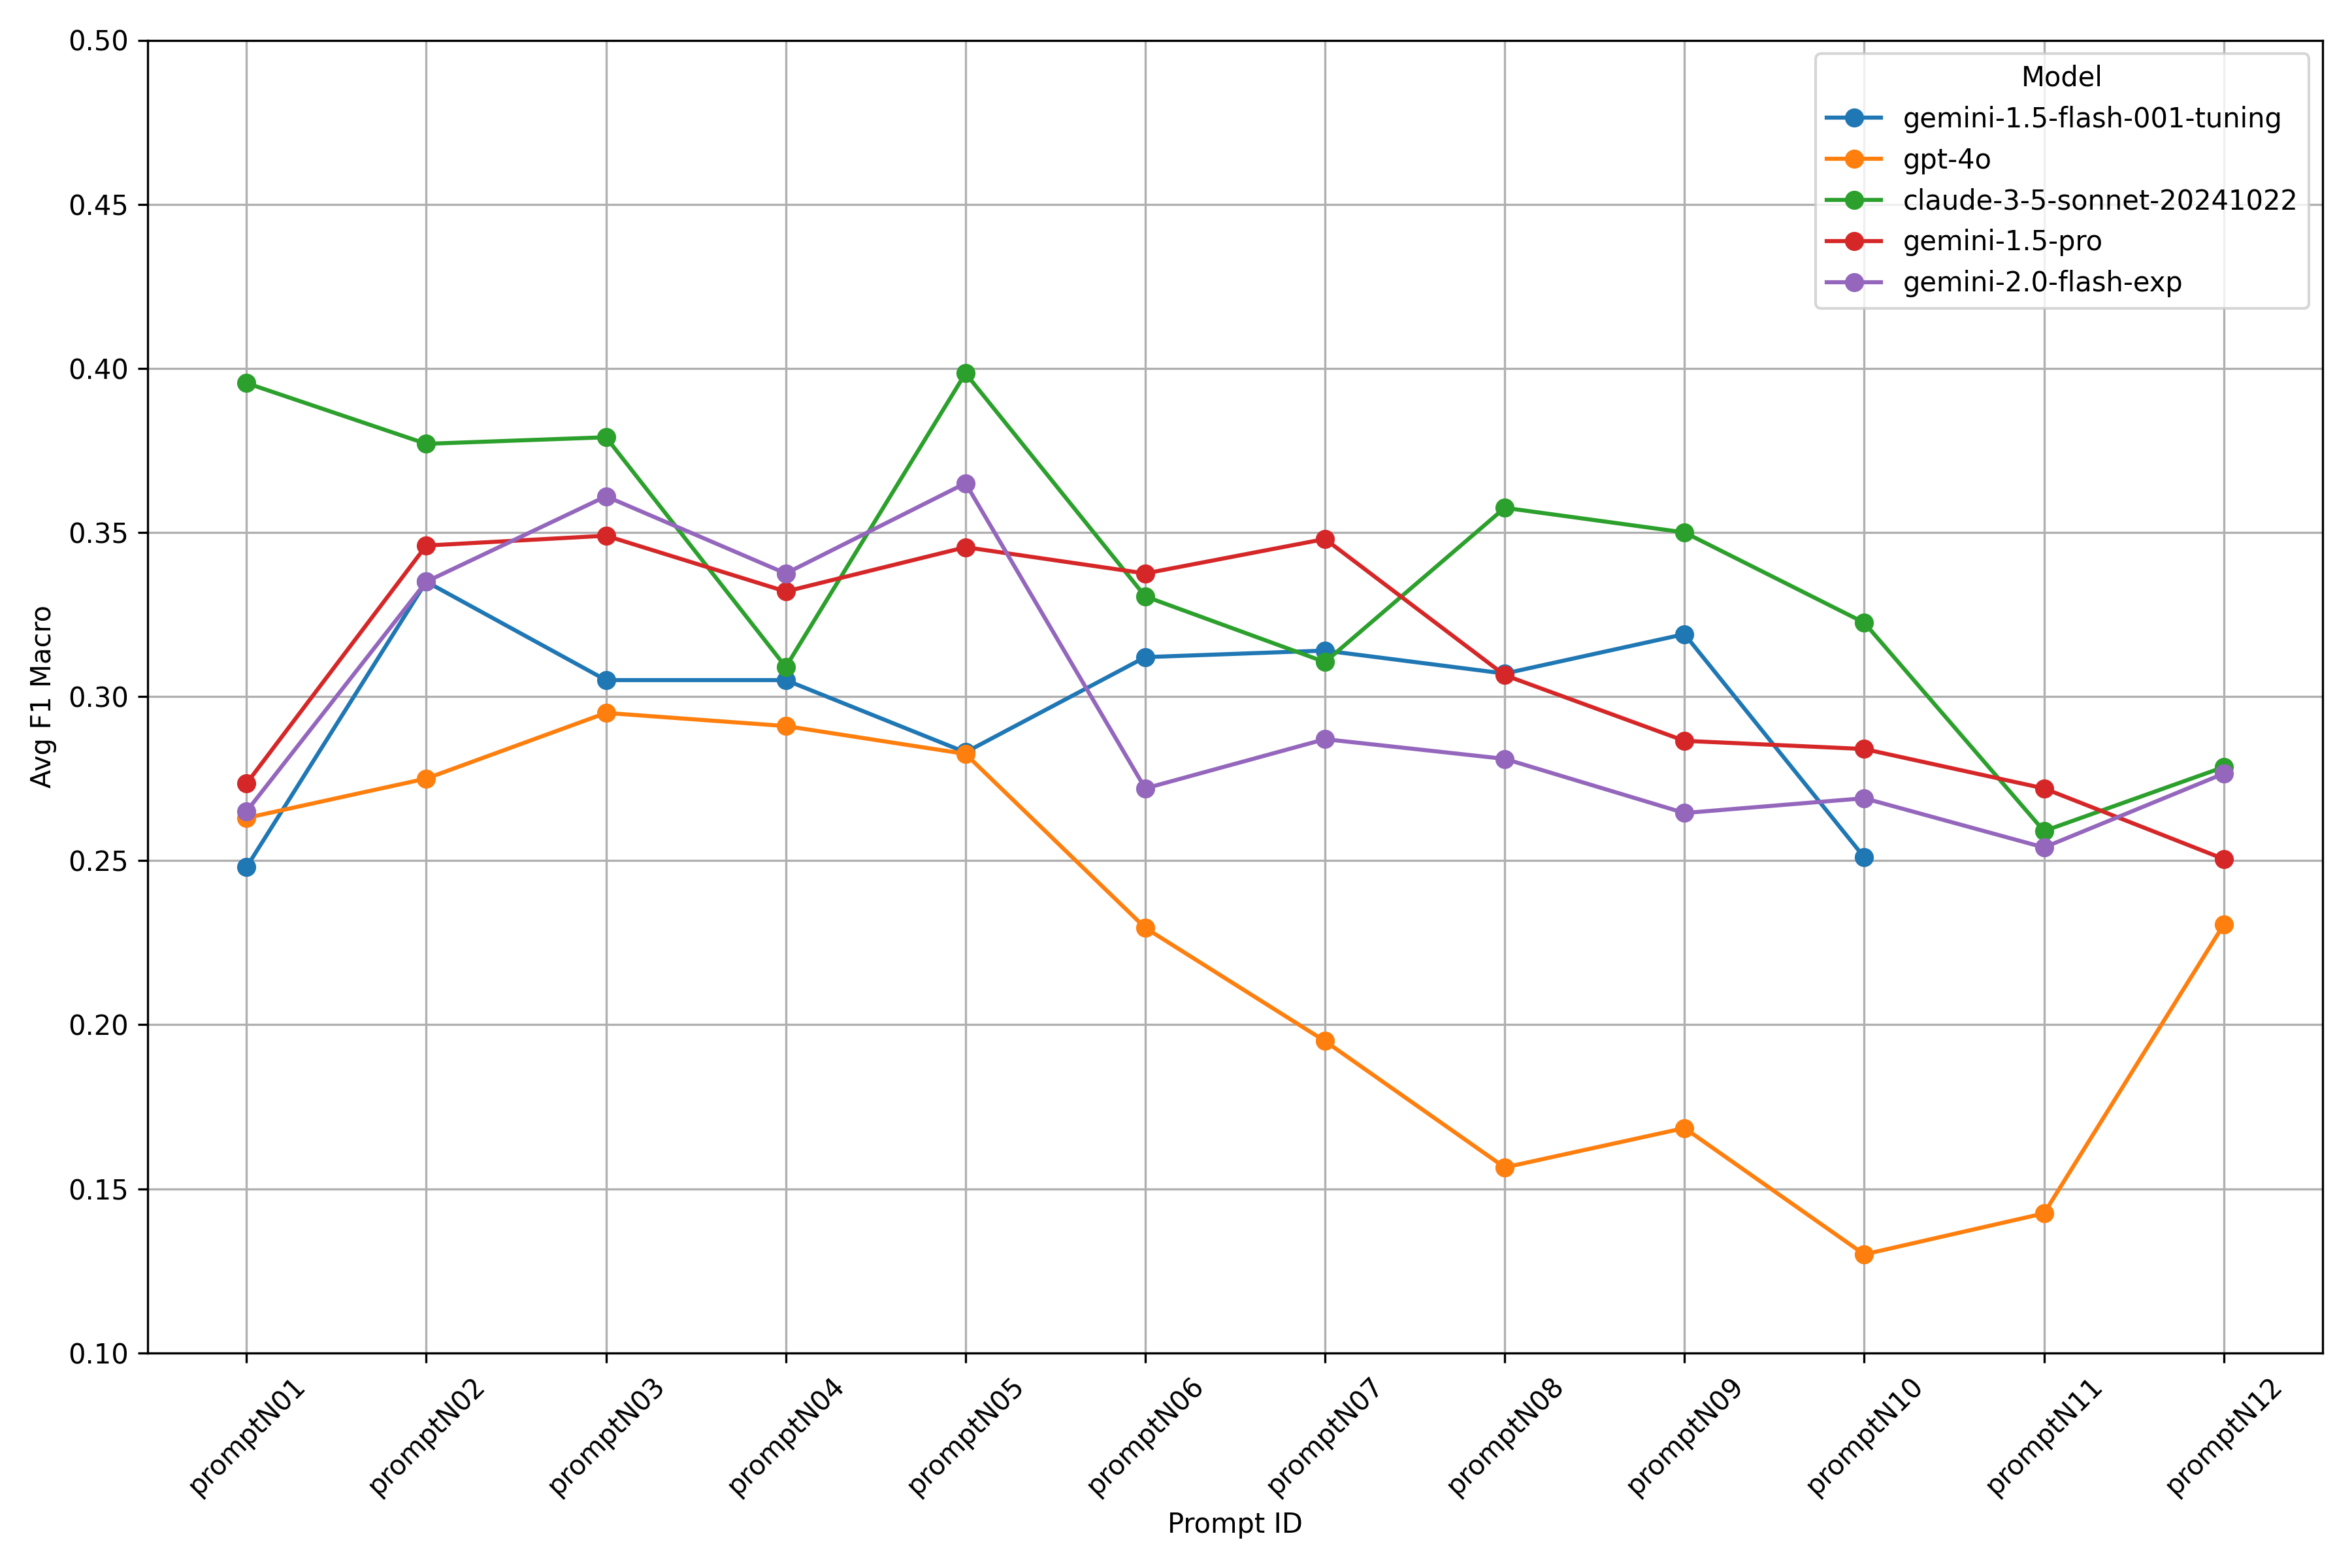 0.50
0.45
0.40
0.35
0.30
0.25
0.20
0.15
0.10
Avg F1 Macro
Model
gemini-1.5-flash-001-tuning
gpt-4o
claude-3-5-sonnet-20241022
gemini-1.5-pro
gemini-2.0-flash-exp
promptN01
promptN02
promptN03
promptN04
promptN05
promptN06
promptN07
promptN08
promptN09
promptN10
promptN11
promptN12
Prompt ID